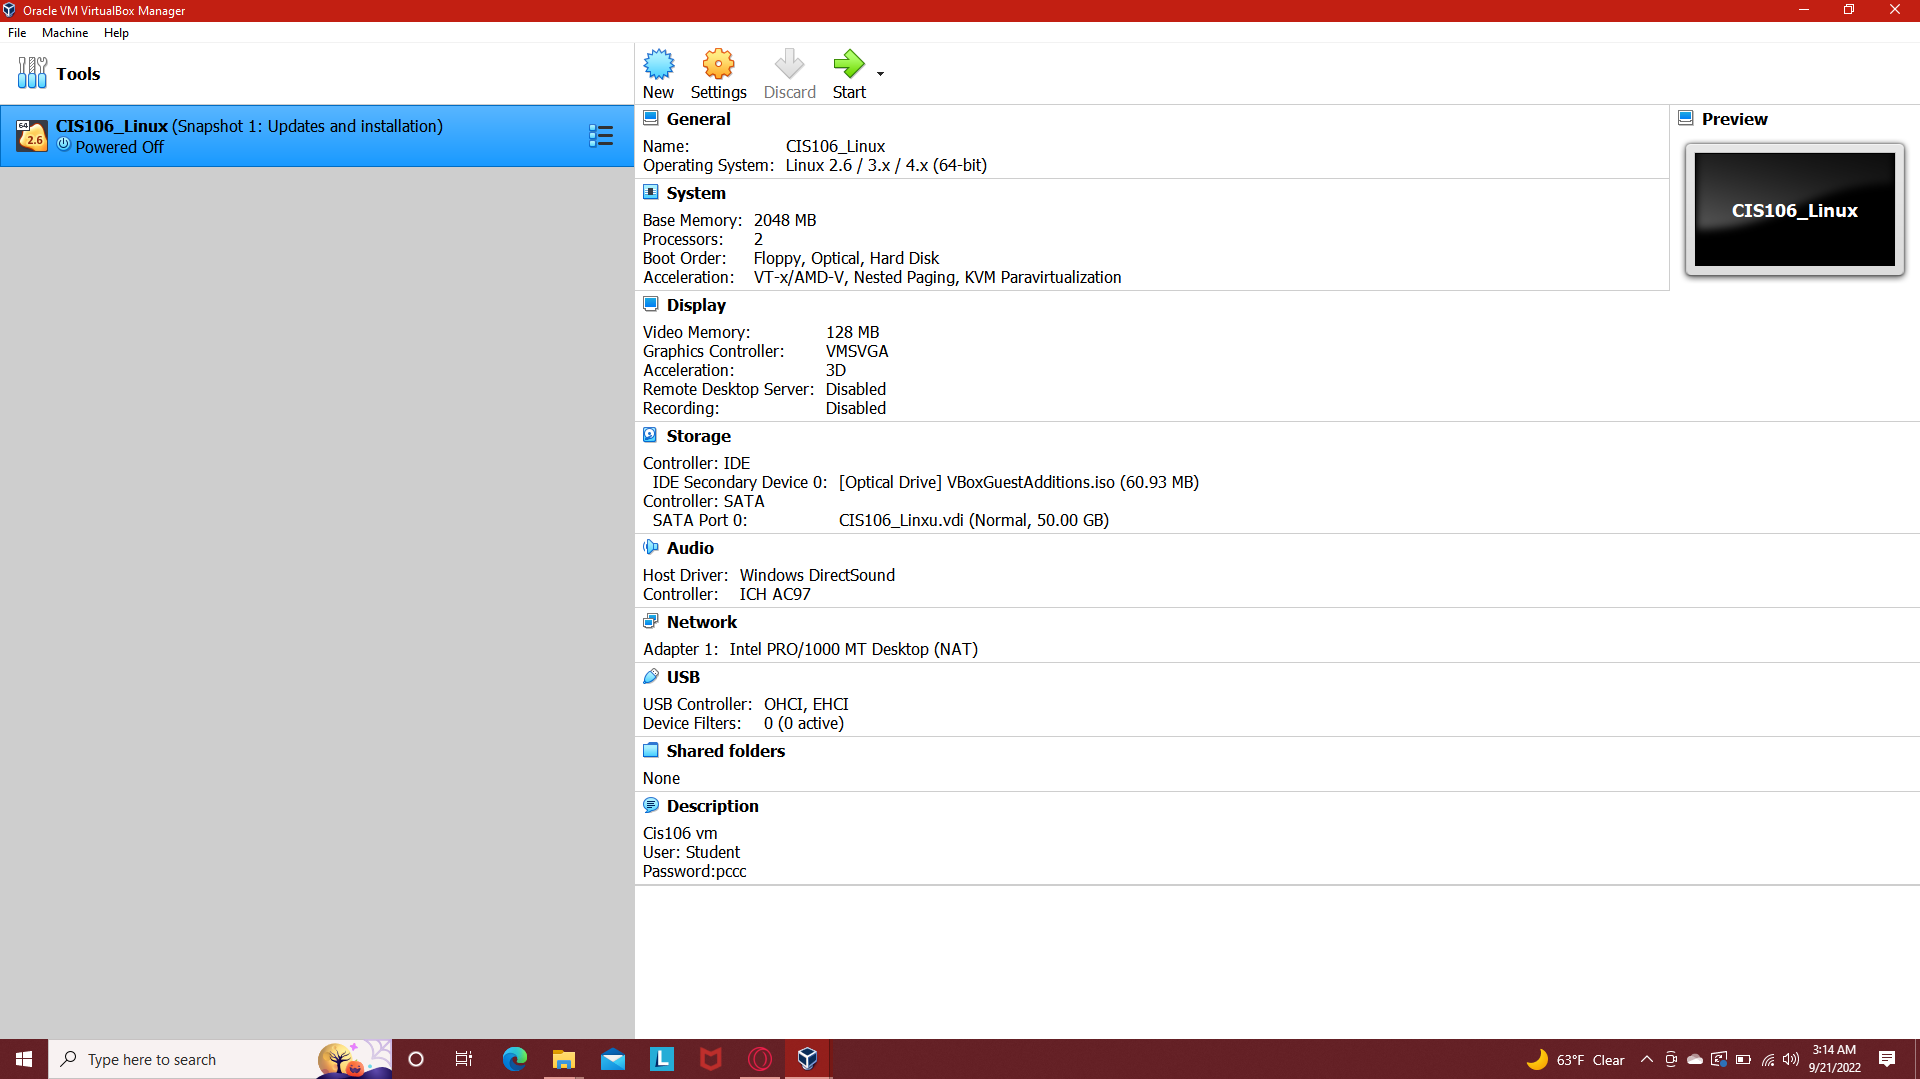 Oracle VM VirtualBox Manager
File Machine Help
Tools
New Settings Discard Start
64
2.6
CIS106_Linux (Snapshot 1: Updates and installation)
Powered Off
General
Name: CIS106_Linux
Operating System: Linux 2.6 / 3.x / 4.x (64-bit)
Preview
CIS106_Linux
System
Base Memory: 2048 MB
Processors: 2
Boot Order: Floppy, Optical, Hard Disk
Acceleration: VT-x/AMD-V, Nested Paging, KVM Paravirtualization
Display
Video Memory: 128 MB
Graphics Controller: VMSVGA
Acceleration: 3D
Remote Desktop Server: Disabled
Recording: Disabled
Storage
Controller: IDE
IDE Secondary Device 0: [Optical Drive] VBoxGuestAdditions.iso (60.93 MB)
Controller: SATA
SATA Port 0: CIS106_Linxu.vdi (Normal, 50.00 GB)
Audio
Host Driver: Windows DirectSound
Controller: ICH AC97
Network
Adapter 1: Intel PRO/1000 MT Desktop (NAT)
USB
USB Controller: OHCI, EHCI
Device Filters: 0 (0 active)
Shared folders
None
Description
Cis106 vm
User: Student
Password:pccc
Type here to search
L
63°F Clear
3:14 AM
9/21/2022